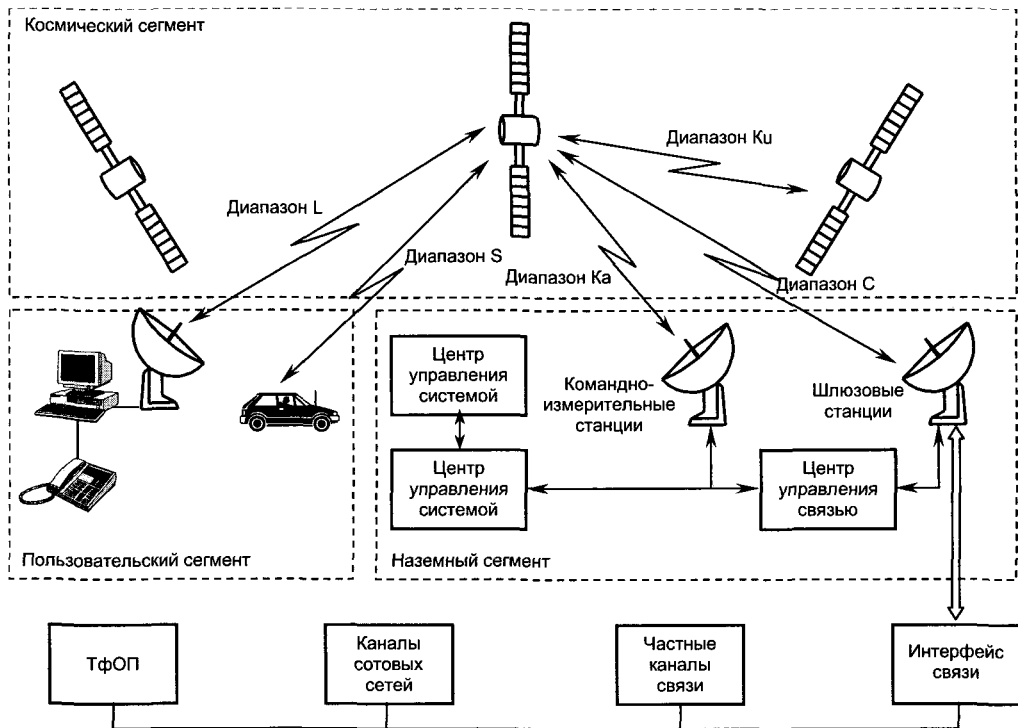 Космический сегмент
Диапазон Ku
Диапазон L
Диапазон S
Диапазон Ka
Диапазон C
Центр
управления
системой
Командно-
измерительные
станции
Шлюзовые
станции
Центр
управления
системой
Центр
управления
связью
Пользовательский сегмент
Наземный сегмент
ТфОП
Каналы
сотовых
сетей
Частные
каналы
связи
Интерфейс
связи